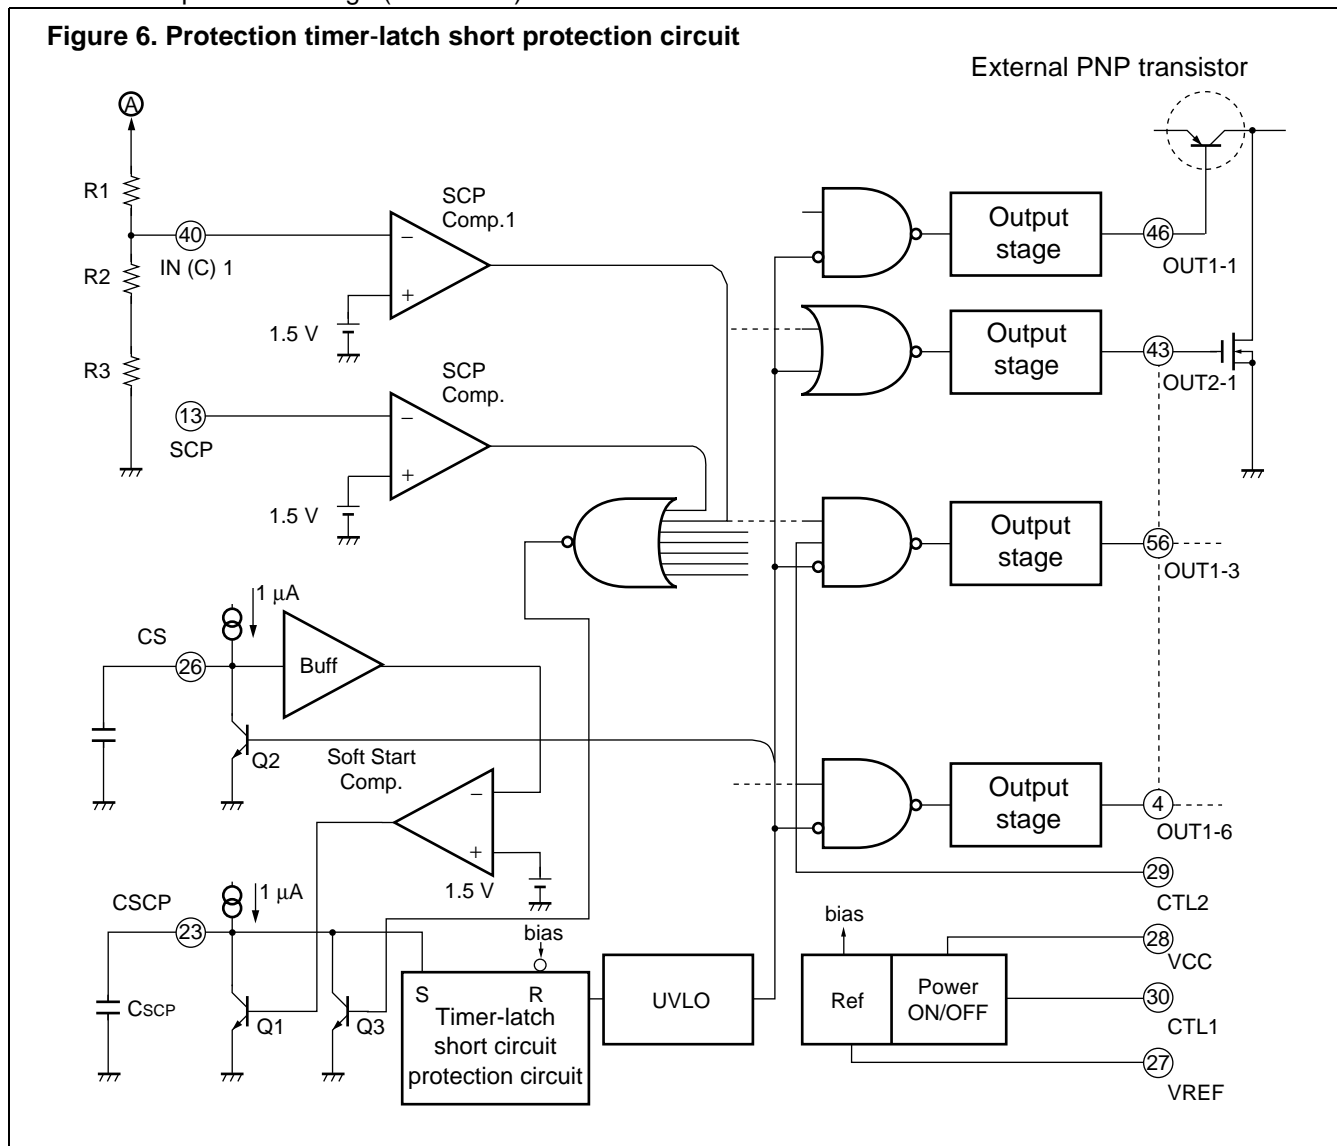 Figure 6. Protection timer-latch short protection circuit
External PNP transistor
A
R1
R2
R3
40
IN (C) 1
SCP
Comp.1
1.5 V
13
SCP
SCP
Comp.
1.5 V
Output
stage
46
OUT1-1
Output
stage
43
OUT2-1
Output
stage
56
OUT1-3
1 μA
CS
26
Buff
Q2
Soft Start
Comp.
1.5 V
Output
stage
4
OUT1-6
29
CTL2
1 μA
CSCP
23
CSCP
Q1
Q3
bias
S
R
Timer-latch
short circuit
protection circuit
UVLO
bias
Ref
Power
ON/OFF
28
VCC
30
CTL1
27
VREF